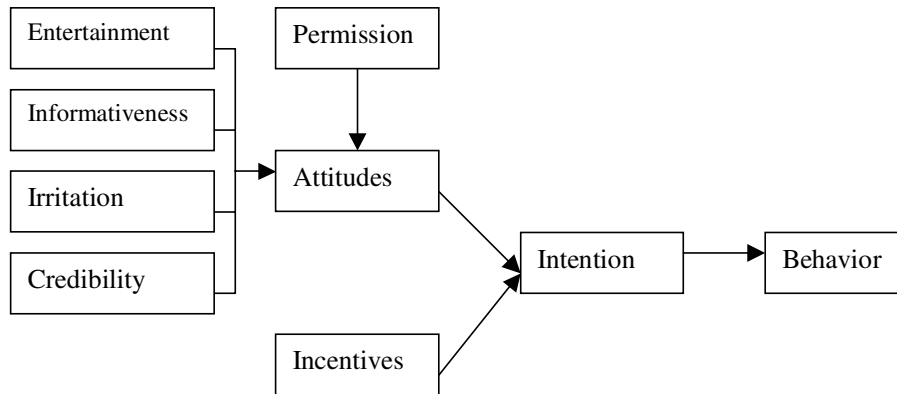 Entertainment
Permission
Informativeness
Attitudes
Irritation
Intention
Behavior
Credibility
Incentives